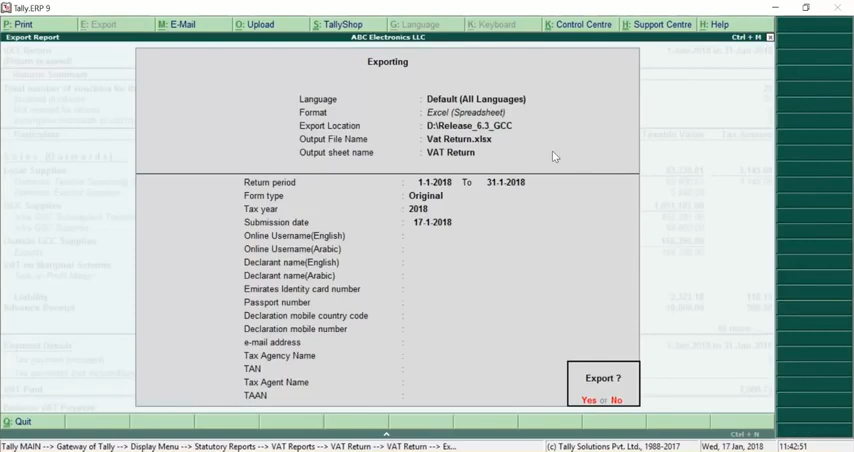 Tally.ERP 9
P: Print E: Export M: E-Mail O: Upload S: TallyShop G: Language K: Keyboard K: Control Centre H: Support Centre H: Help
Export Report ABC Electronics LLC Ctrl + M
Exporting
Language : Default (All Languages)
Format : Excel (Spreadsheet)
Export Location : D:\Release_6.3_GCC
Output File Name : Vat Return.xlsx
Output sheet name : VAT Return
Return period : 1-1-2018 To 31-1-2018
Form type : Original
Tax year : 2018
Submission date : 17-1-2018
Online Username(English) :
Online Username(Arabic) :
Declarant name(English) :
Declarant name(Arabic) :
Emirates Identity card number :
Passport number :
Declaration mobile country code :
Declaration mobile number :
e-mail address :
Tax Agency Name :
TAN :
Tax Agent Name :
TAAN :
Export ?
Yes or No
Q: Quit
Ctrl + N
Tally MAIN --> Gateway of Tally --> Display Menu --> Statutory Reports --> VAT Reports --> VAT Return --> VAT Return --> Ex... (c) Tally Solutions Pvt. Ltd., 1988-2017 Wed, 17 Jan, 2018 11:42:51